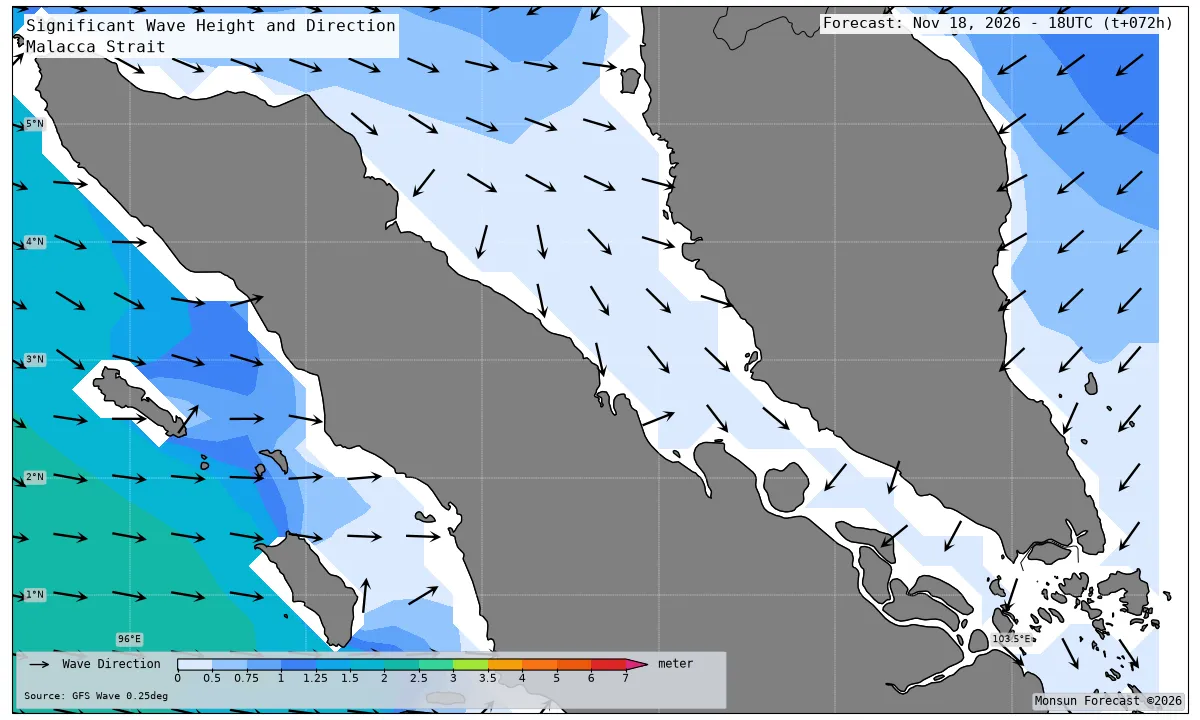 Significant Wave Height and Direction
Malacca Strait
Forecast: Nov 18, 2026 - 18UTC (t+072h)
5°N
4°N
3°N
2°N
1°N
96°E
103.5°E
Wave Direction
meter
0 0.5 0.75 1 1.25 1.5 2 2.5 3 3.5 4 5 6 7
Source: GFS Wave 0.25deg
Monsun Forecast ©2026